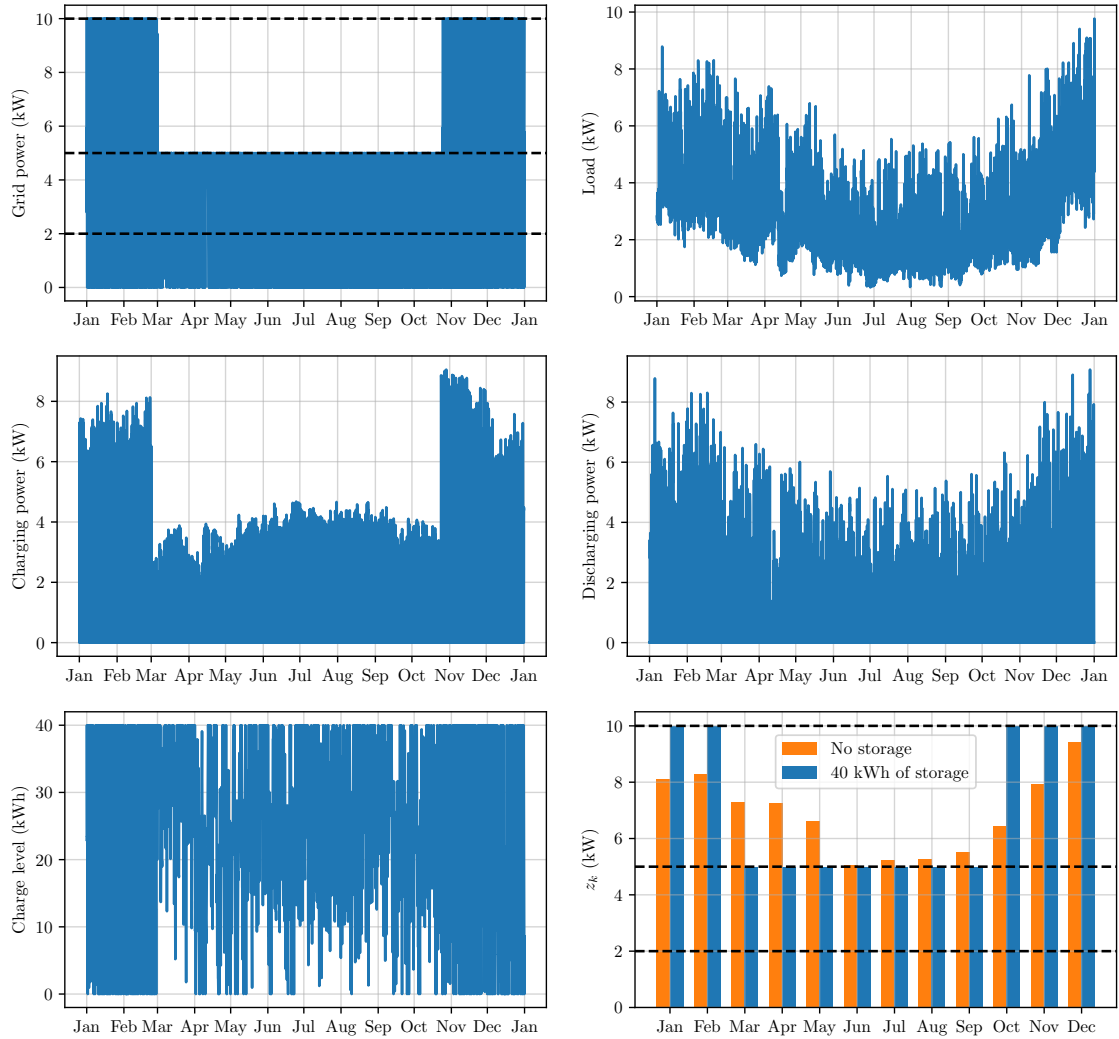 10
8
6
4
2
0
Grid power (kW)
Jan Feb Mar Apr May Jun Jul Aug Sep Oct Nov Dec Jan
10
8
6
4
2
0
Load (kW)
Jan Feb Mar Apr May Jun Jul Aug Sep Oct Nov Dec Jan
8
6
4
2
0
Charging power (kW)
Jan Feb Mar Apr May Jun Jul Aug Sep Oct Nov Dec Jan
8
6
4
2
0
Discharging power (kW)
Jan Feb Mar Apr May Jun Jul Aug Sep Oct Nov Dec Jan
40
30
20
10
0
Charge level (kWh)
Jan Feb Mar Apr May Jun Jul Aug Sep Oct Nov Dec Jan
10
8
6
4
2
0
z_k (kW)
No storage
40 kWh of storage
Jan Feb Mar Apr May Jun Jul Aug Sep Oct Nov Dec